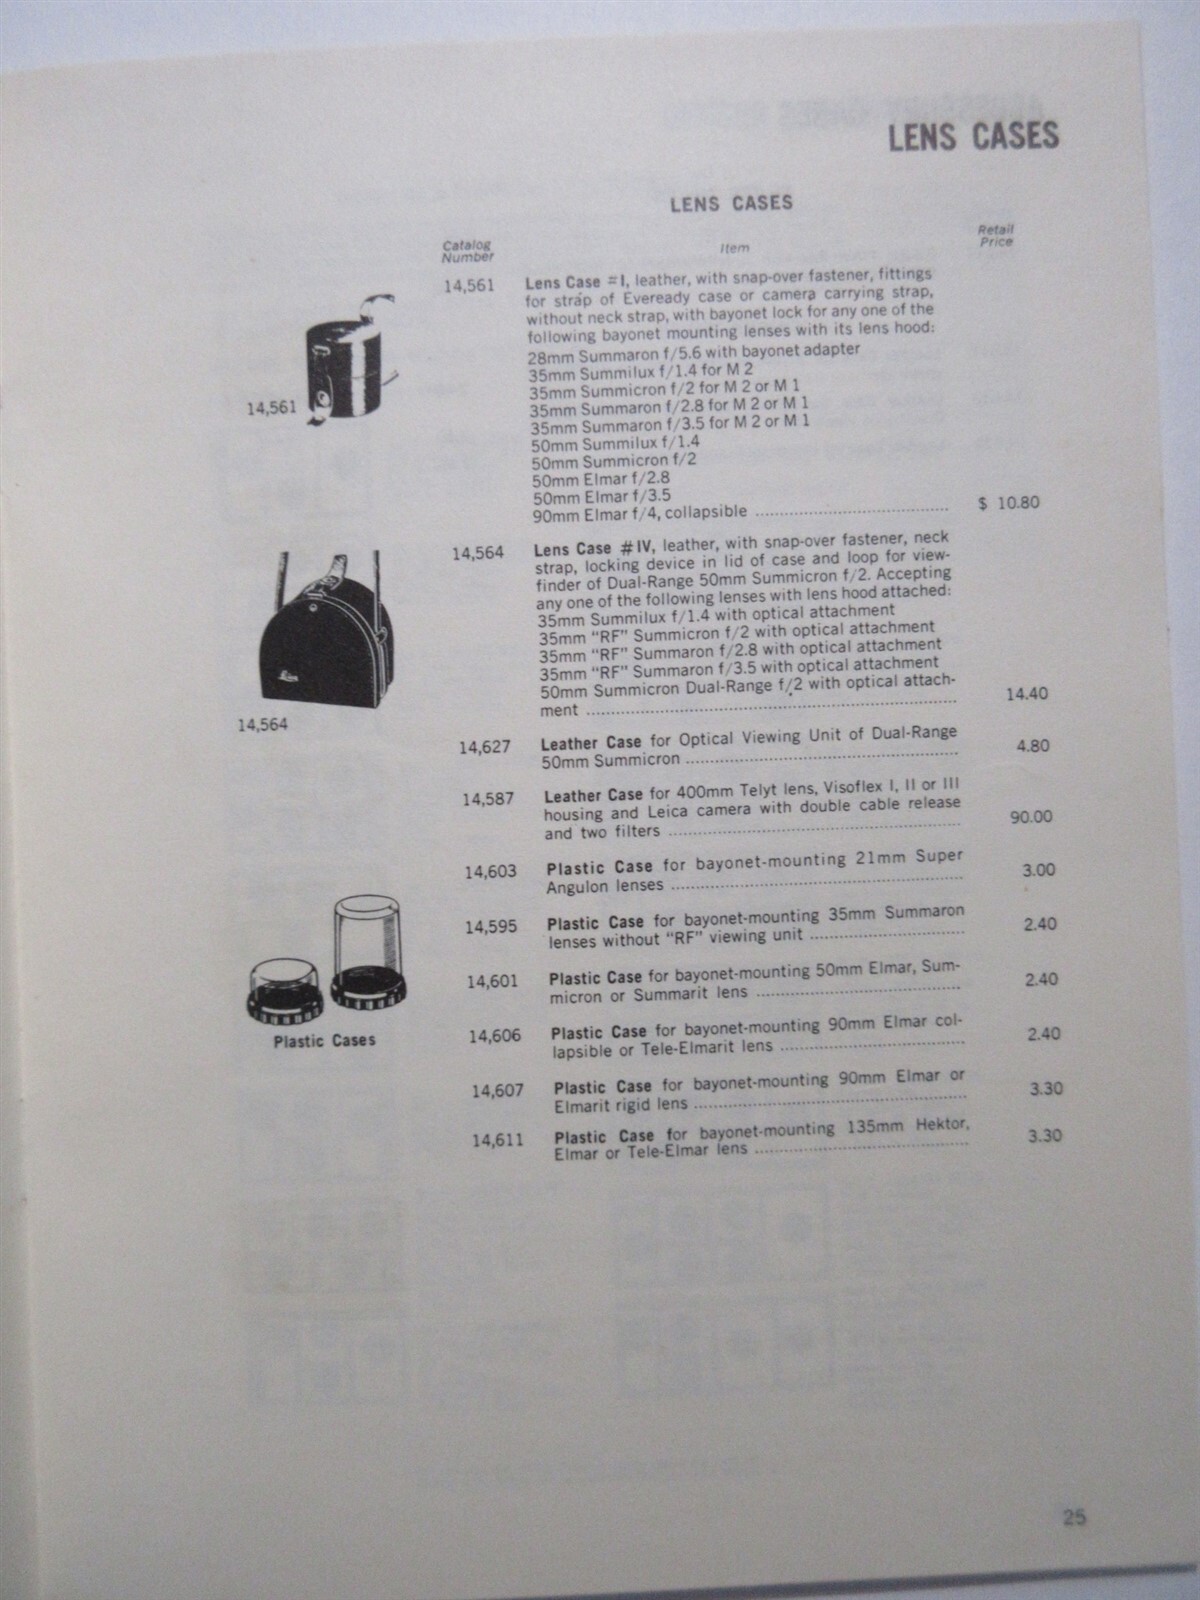 LENS CASES
LENS CASES
Catalog
Number
Item
Retail
Price
14,561
Lens Case #I, leather, with snap-over fastener, fittings
for strap of Eveready case or camera carrying strap,
without neck strap, with bayonet lock for any one of the
following bayonet mounting lenses with its lens hood:
28mm Summaron f/5.6 with bayonet adapter
35mm Summilux f/1.4 for M 2
35mm Summicron f/2 for M 2 or M 1
35mm Summaron f/2.8 for M 2 or M 1
35mm Summaron f/3.5 for M 2 or M 1
50mm Summilux f/1.4
50mm Summicron f/2
50mm Elmar f/2.8
50mm Elmar f/3.5
90mm Elmar f/4, collapsible ................................. $ 10.80
14,561
14,564
Lens Case #IV, leather, with snap-over fastener, neck
strap, locking device in lid of case and loop for view-
finder of Dual-Range 50mm Summicron f/2. Accepting
any one of the following lenses with lens hood attached:
35mm Summilux f/1.4 with optical attachment
35mm "RF" Summicron f/2 with optical attachment
35mm "RF" Summaron f/2.8 with optical attachment
35mm "RF" Summaron f/3.5 with optical attachment
50mm Summicron Dual-Range f/2 with optical attach-
ment ................................................................ 14.40
Leica
14,564
14,627
Leather Case for Optical Viewing Unit of Dual-Range
50mm Summicron ............................................... 4.80
14,587
Leather Case for 400mm Telyt lens, Visoflex I, II or III
housing and Leica camera with double cable release
and two filters .................................................. 90.00
14,603
Plastic Case for bayonet-mounting 21mm Super
Angulon lenses .................................................. 3.00
14,595
Plastic Case for bayonet-mounting 35mm Summaron
lenses without "RF" viewing unit ........................... 2.40
14,601
Plastic Case for bayonet-mounting 50mm Elmar, Sum-
micron or Summarit lens ..................................... 2.40
14,606
Plastic Case for bayonet-mounting 90mm Elmar col-
lapsible or Tele-Elmarit lens ................................ 2.40
14,607
Plastic Case for bayonet-mounting 90mm Elmar or
Elmarit rigid lens ............................................... 3.30
14,611
Plastic Case for bayonet-mounting 135mm Hektor,
Elmar or Tele-Elmar lens ..................................... 3.30
Plastic Cases
25